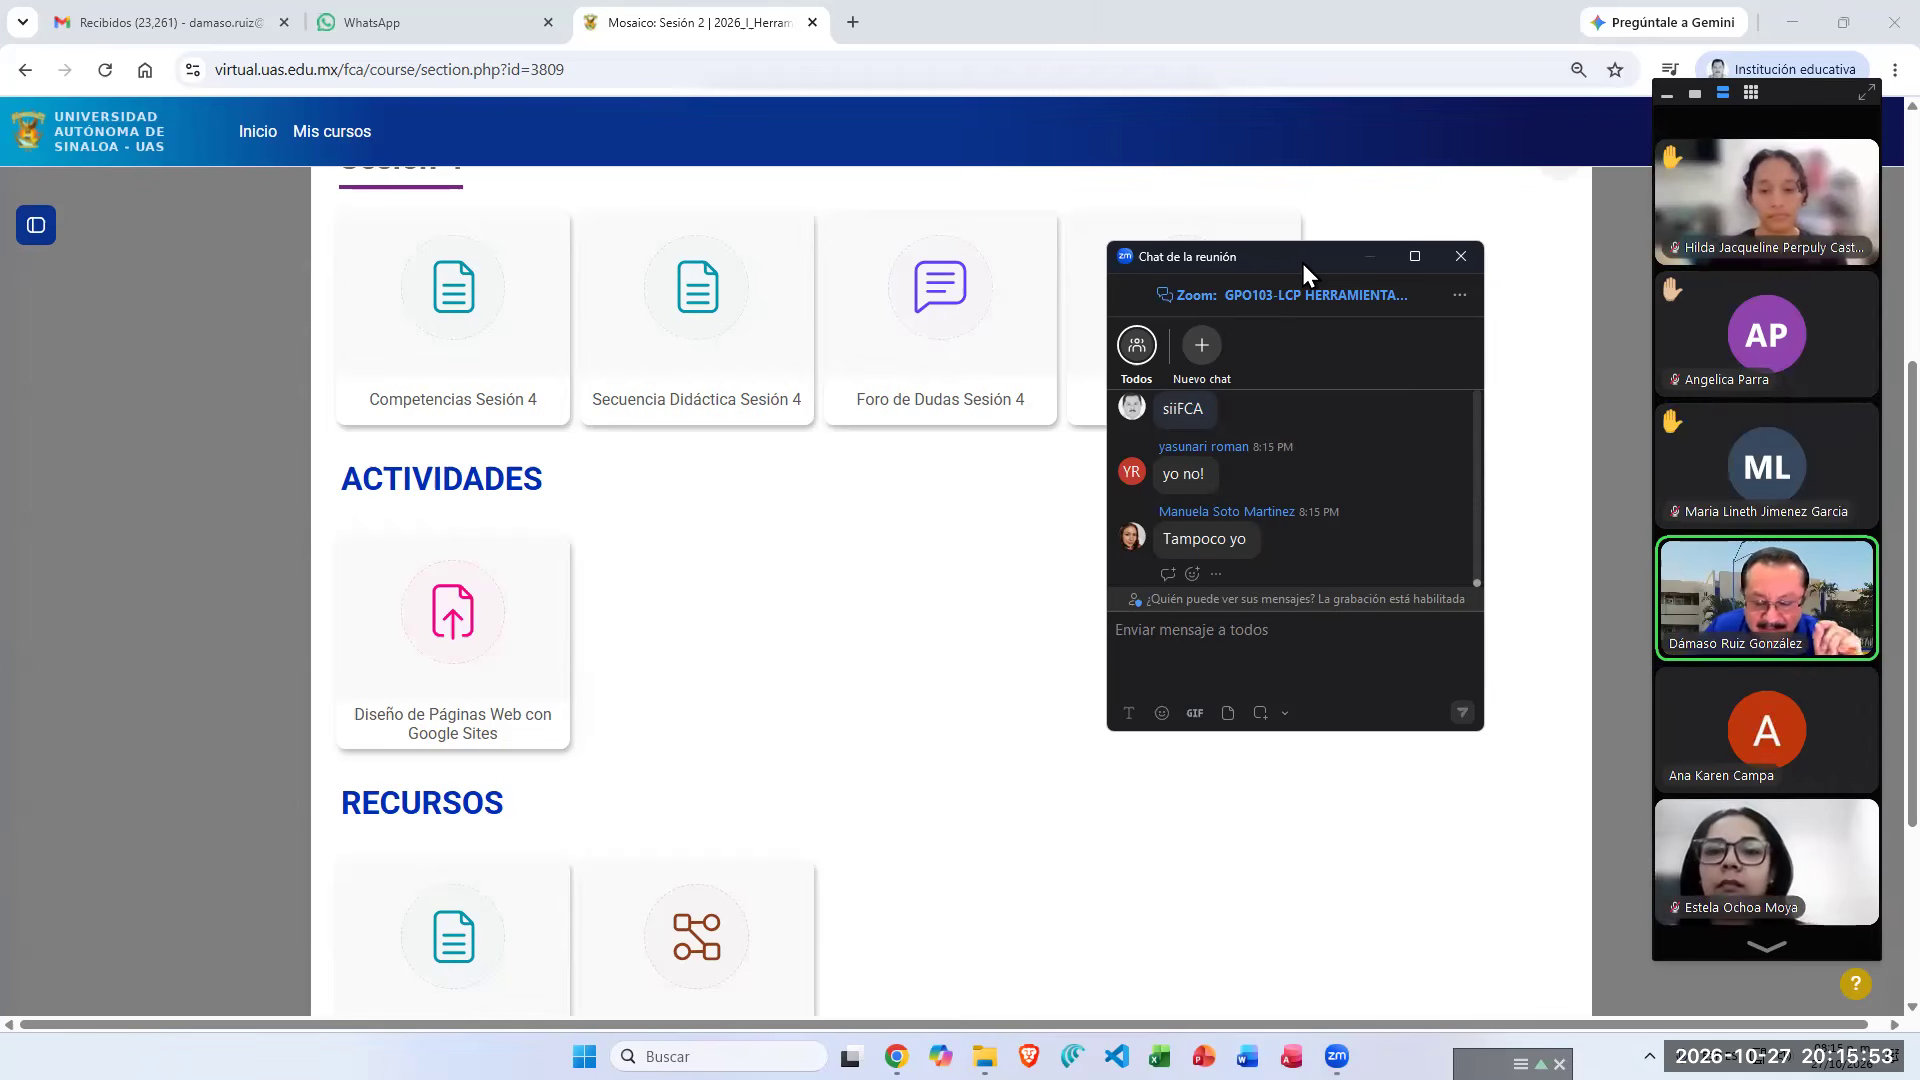 Recibidos (23,261) - damaso.ruiz@
WhatsApp
Mosaico: Sesión 2 | 2026_I_Herram
Pregúntale a Gemini
virtual.uas.edu.mx/fca/course/section.php?id=3809
Institución educativa
UNIVERSIDAD
AUTÓNOMA DE
SINALOA - UAS
Inicio
Mis cursos
Competencias Sesión 4
Secuencia Didáctica Sesión 4
Foro de Dudas Sesión 4
ACTIVIDADES
Diseño de Páginas Web con
Google Sites
RECURSOS
zm Chat de la reunión
Zoom: GPO103-LCP HERRAMIENTA...
Todos
Nuevo chat
siiFCA
yasunari roman 8:15 PM
YR
yo no!
Manuela Soto Martinez 8:15 PM
Tampoco yo
¿Quién puede ver sus mensajes? La grabación está habilitada
Enviar mensaje a todos
GIF
Hilda Jacqueline Perpuly Cast...
AP
Angelica Parra
ML
Maria Lineth Jimenez Garcia
Dámaso Ruiz González
A
Ana Karen Campa
Estela Ochoa Moya
?
Buscar
zm
2026-10-27 20:15:53